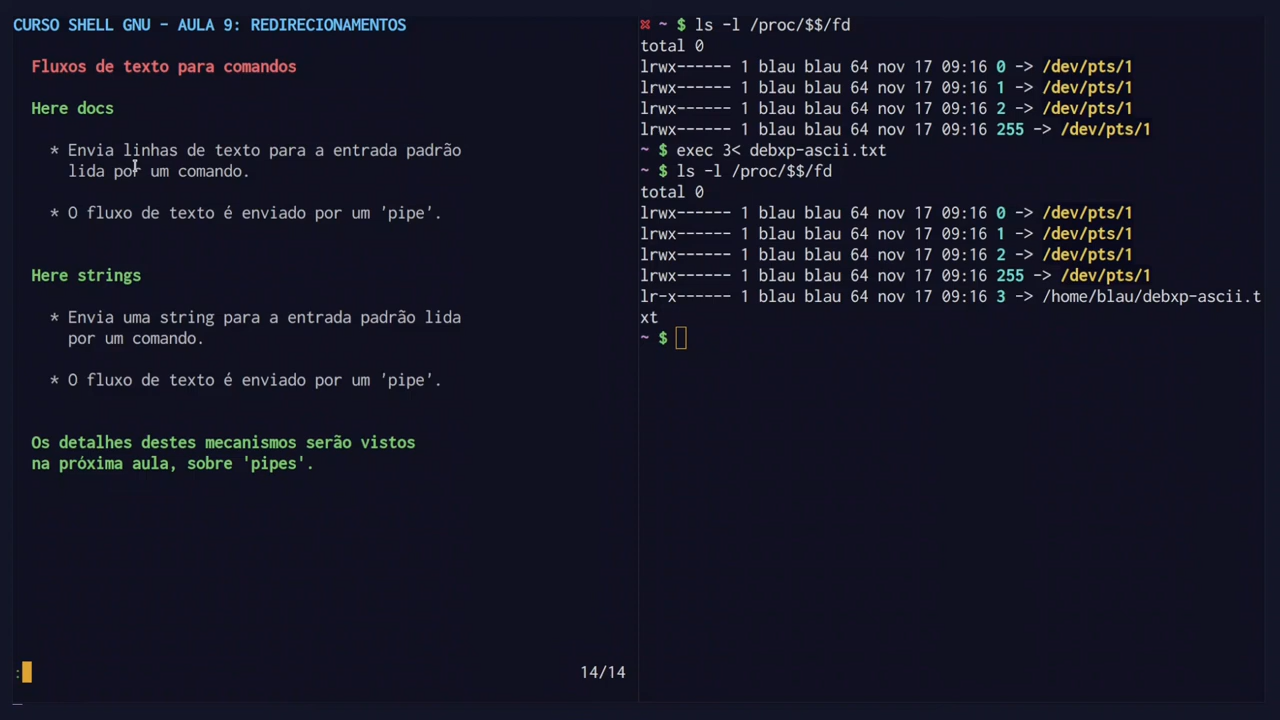 CURSO SHELL GNU - AULA 9: REDIRECIONAMENTOS
Fluxos de texto para comandos
Here docs
* Envia linhas de texto para a entrada padrão
lida por um comando.
* O fluxo de texto é enviado por um 'pipe'.
Here strings
* Envia uma string para a entrada padrão lida
por um comando.
* O fluxo de texto é enviado por um 'pipe'.
Os detalhes destes mecanismos serão vistos
na próxima aula, sobre 'pipes'.
:
14/14
✖ ~ $ ls -l /proc/$$/fd
total 0
lrwx------ 1 blau blau 64 nov 17 09:16 0 -> /dev/pts/1
lrwx------ 1 blau blau 64 nov 17 09:16 1 -> /dev/pts/1
lrwx------ 1 blau blau 64 nov 17 09:16 2 -> /dev/pts/1
lrwx------ 1 blau blau 64 nov 17 09:16 255 -> /dev/pts/1
~ $ exec 3< debxp-ascii.txt
~ $ ls -l /proc/$$/fd
total 0
lrwx------ 1 blau blau 64 nov 17 09:16 0 -> /dev/pts/1
lrwx------ 1 blau blau 64 nov 17 09:16 1 -> /dev/pts/1
lrwx------ 1 blau blau 64 nov 17 09:16 2 -> /dev/pts/1
lrwx------ 1 blau blau 64 nov 17 09:16 255 -> /dev/pts/1
lr-x------ 1 blau blau 64 nov 17 09:16 3 -> /home/blau/debxp-ascii.t
xt
~ $